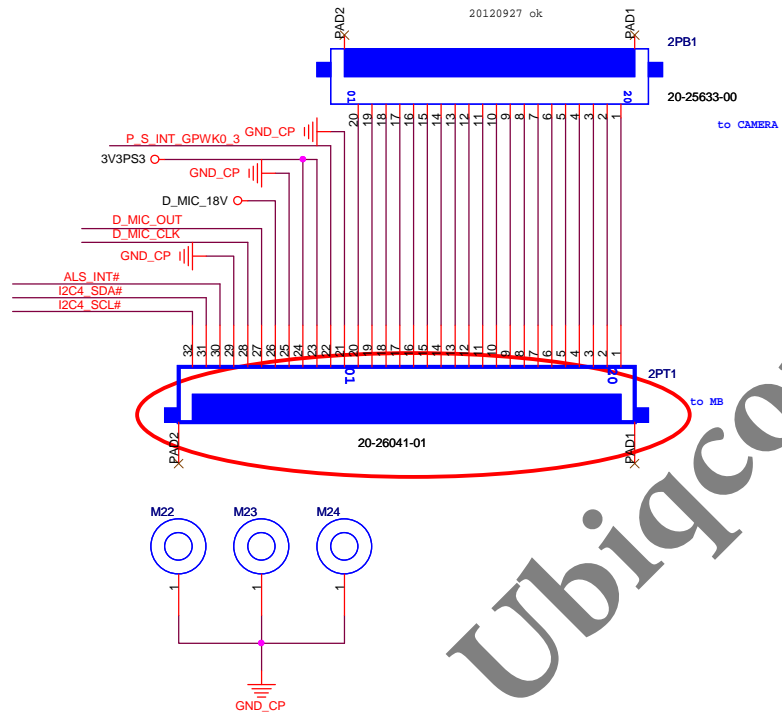 20120927 ok
PAD2
PAD1
2PB1
01
20
20-25633-00
to CAMERA
20 19 18 17 16 15 14 13 12 11 10 9 8 7 6 5 4 3 2 1
GND_CP
P_S_INT_GPWK0_3
3V3PS3
GND_CP
D_MIC_18V
D_MIC_OUT
D_MIC_CLK
GND_CP
ALS_INT#
I2C4_SDA#
I2C4_SCL#
32 31 30 29 28 27 26 25 24 23 22 21 20 19 18 17 16 15 14 13 12 11 10 9 8 7 6 5 4 3 2 1
01
20
2PT1
to MB
PAD2
PAD1
20-26041-01
M22 M23 M24
1 1 1
GND_CP
Ubiqco